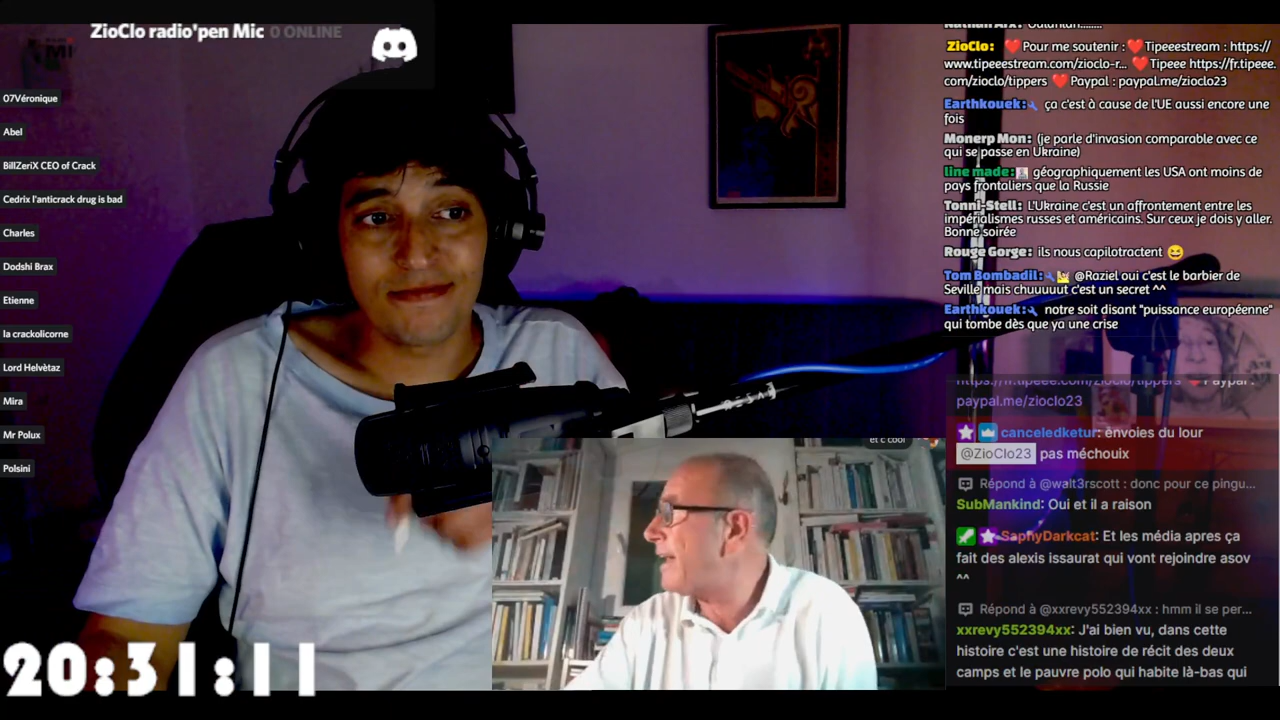 ZioClo radio'pen Mic 0 ONLINE
07Véronique
Abel
BillZeriX CEO of Crack
Cedrix l'anticrack drug is bad
Charles
Dodshi Brax
Etienne
la crackolicorne
Lord Helvètaz
Mira
Mr Polux
Polsini
20:31:11
ZioClo: ❤️Pour me soutenir :❤️Tipeeestream : https://
www.tipeeestream.com/zioclo-r... ❤️Tipeee https://fr.tipeee.
com/zioclo/tippers ❤️ Paypal : paypal.me/zioclo23
Earthkouek: ça c'est à cause de l'UE aussi encore une
fois
Monerp Mon: (je parle d'invasion comparable avec ce
qui se passe en Ukraine)
line made: géographiquement les USA ont moins de
pays frontaliers que la Russie
Tonni-Stell: L'Ukraine c'est un affrontement entre les
impérialismes russes et américains. Sur ceux je dois y aller.
Bonne soirée
Rouge Gorge: ils nous capilotractent 😆
Tom Bombadil: @Raziel oui c'est le barbier de
Seville mais chuuuuut c'est un secret ^^
Earthkouek: notre soit disant "puissance européenne"
qui tombe dès que ya une crise
https://fr.tipeee.com/zioclo/tippers ❤️Paypal :
paypal.me/zioclo23
canceledketur: ènvoies du lour
@ZioClo23 pas méchouix
Répond à @walt3rscott : donc pour ce pingu...
SubMankind: Oui et il a raison
SaphyDarkcat: Et les média apres ça
fait des alexis issaurat qui vont rejoindre asov
^^
Répond à @xxrevy552394xx : hmm il se per...
xxrevy552394xx: J'ai bien vu, dans cette
histoire c'est une histoire de récit des deux
camps et le pauvre polo qui habite là-bas qui
et c cool